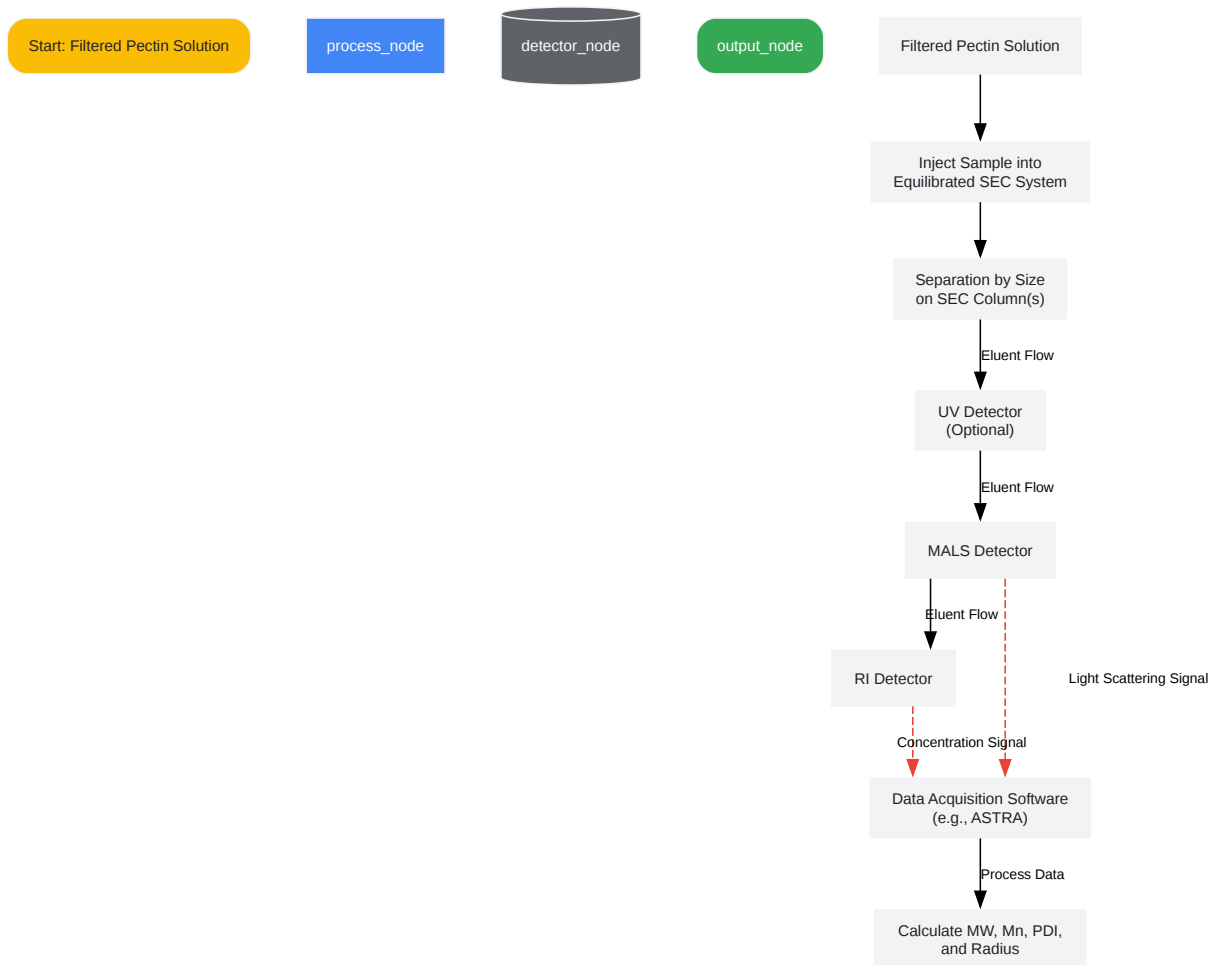 Start: Filtered Pectin Solution
process_node
detector_node
output_node
Filtered Pectin Solution
Inject Sample into
Equilibrated SEC System
Separation by Size
on SEC Column(s)
Eluent Flow
UV Detector
(Optional)
Eluent Flow
MALS Detector
Eluent Flow
RI Detector
Light Scattering Signal
Concentration Signal
Data Acquisition Software
(e.g., ASTRA)
Process Data
Calculate MW, Mn, PDI,
and Radius